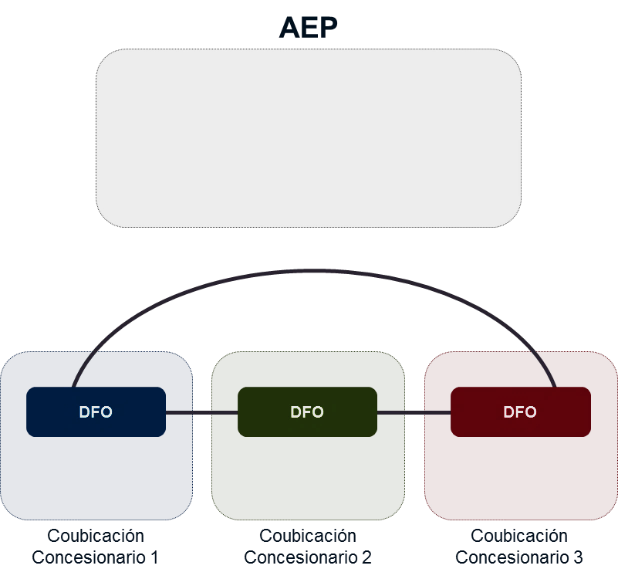 AEP
DFO
DFO
DFO
Coubicación
Concesionario 1
Coubicación
Concesionario 2
Coubicación
Concesionario 3